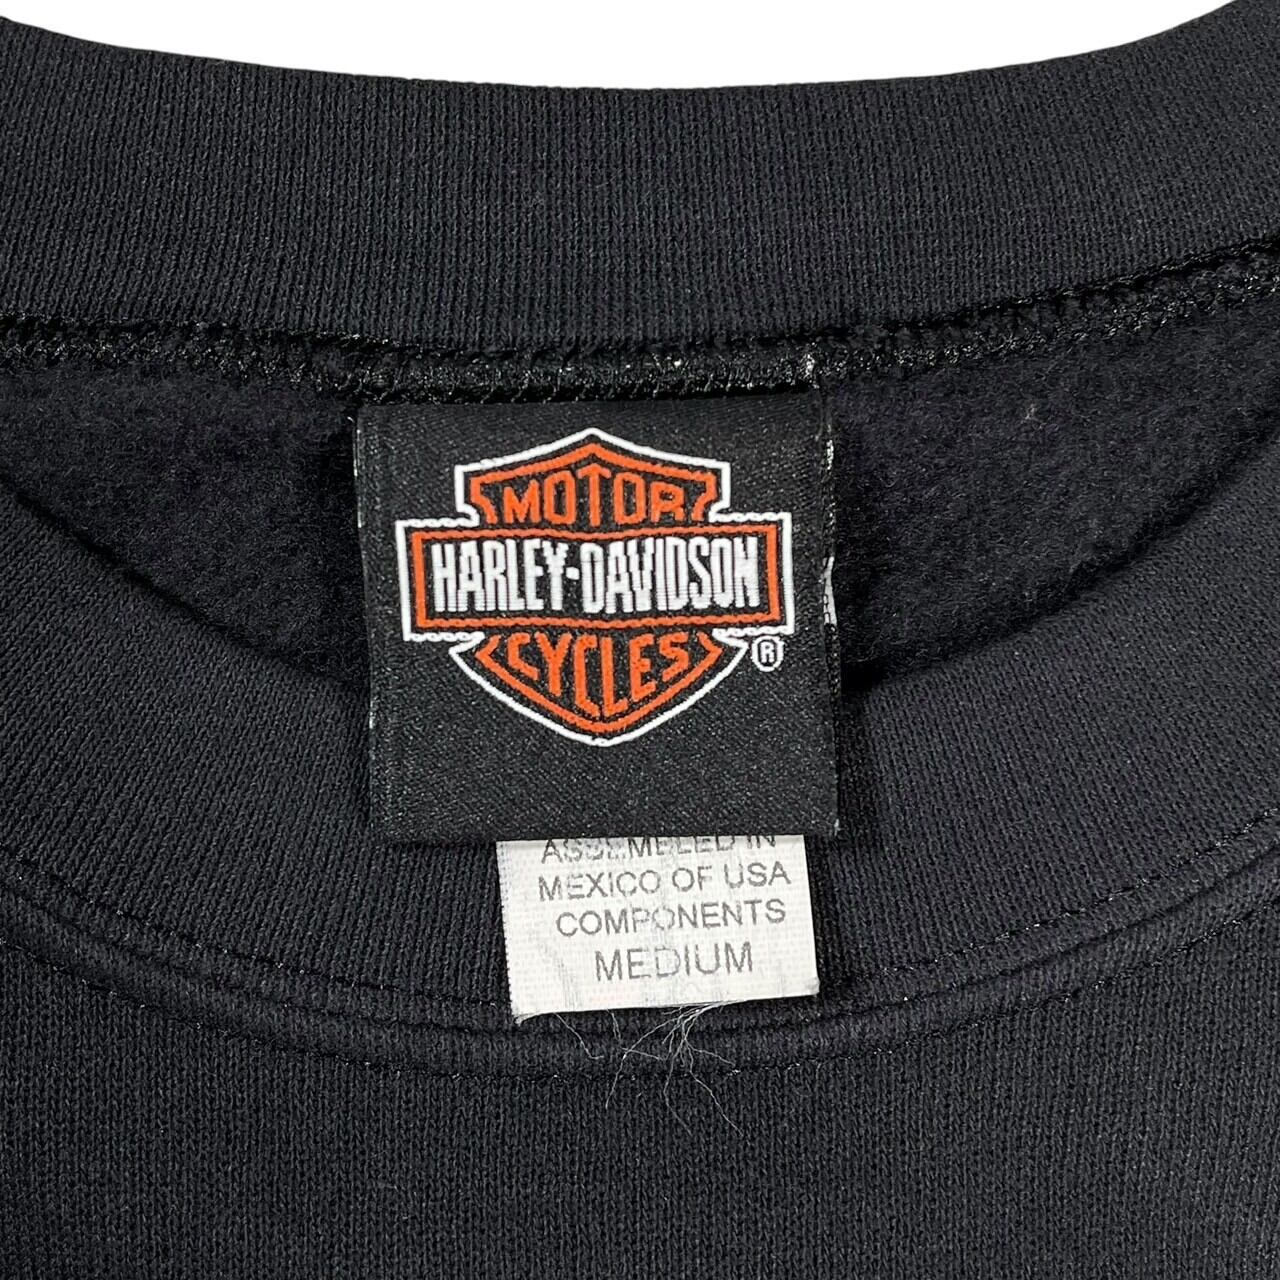 MOTOR
HARLEY-DAVIDSON
CYCLES
®
ASSEMBLED IN
MEXICO OF USA
COMPONENTS
MEDIUM